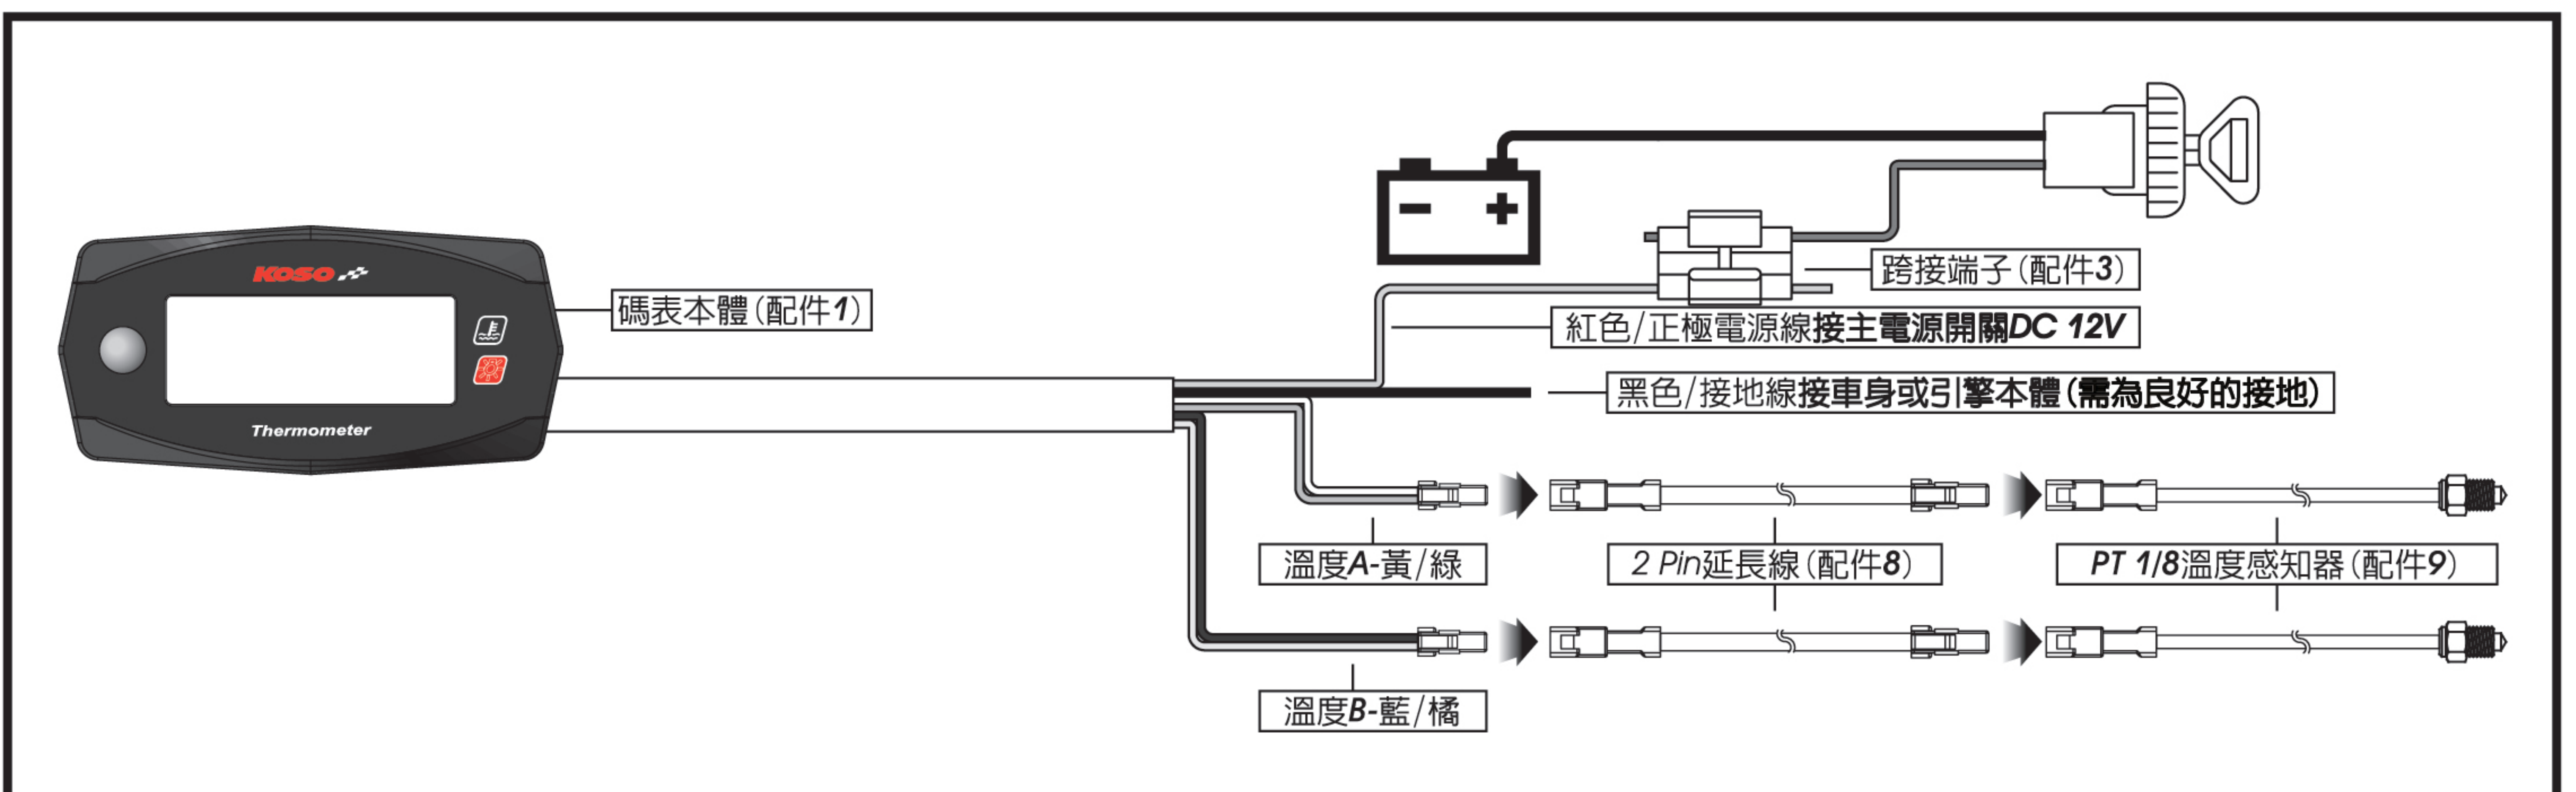 KOSO
Thermometer
碼表本體(配件1)
- +
跨接端子(配件3)
紅色/正極電源線接主電源開關DC 12V
黑色/接地線接車身或引擎本體(需為良好的接地)
溫度A-黃/綠
2 Pin延長線(配件8)
PT 1/8溫度感知器(配件9)
溫度B-藍/橘